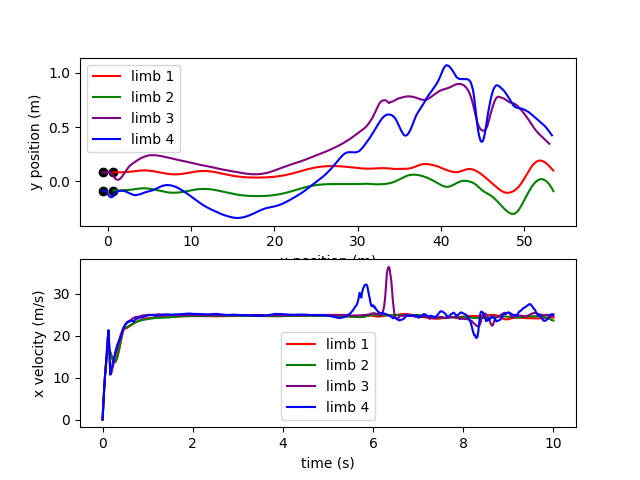 1.0
0.5
0.0
y position (m)
limb 1
limb 2
limb 3
limb 4
0 10 20 30 40 50
x position (m)
30
20
10
0
x velocity (m/s)
limb 1
limb 2
limb 3
limb 4
0 2 4 6 8 10
time (s)